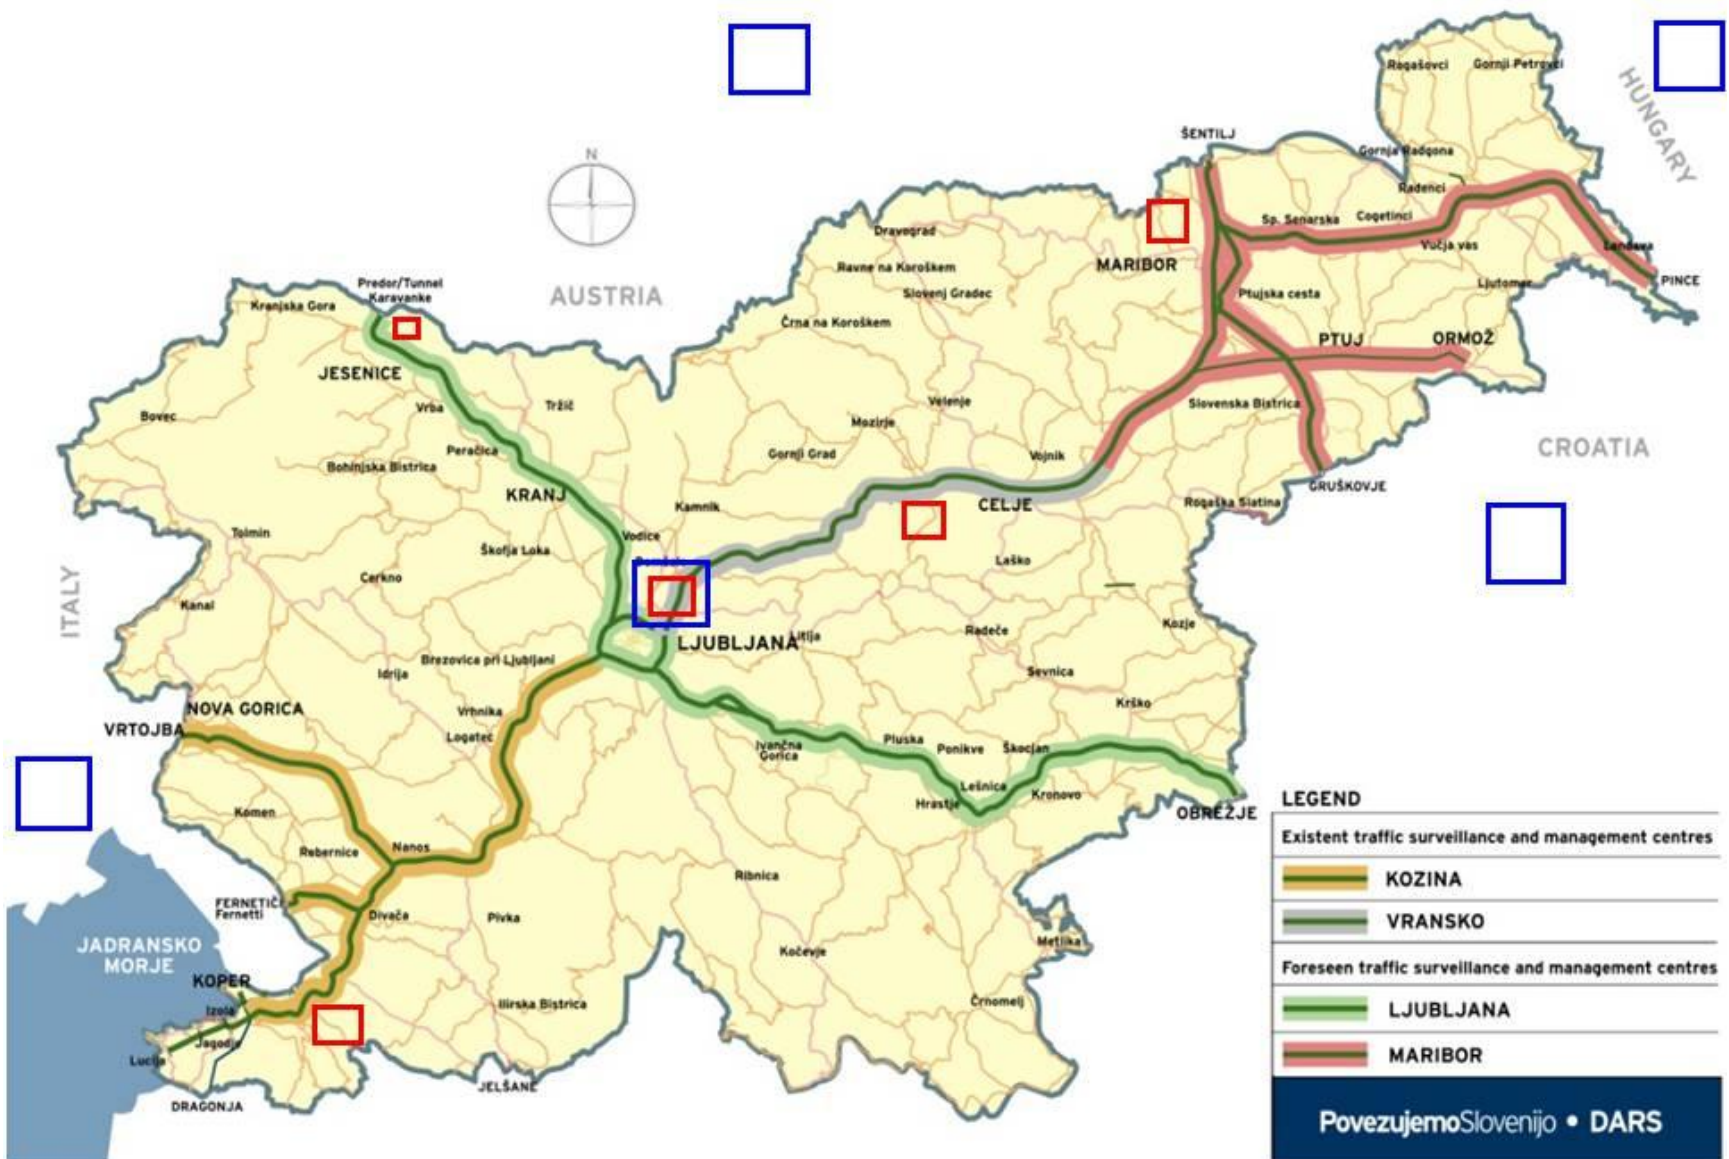 Rogašovci
Gornji Petrovci
HUNGARY
ŠENTILJ
Gornja Radgona
N
Radenci
Dravograd
Sp. Senarska
Cogetinci
Vučja vas
Lendava
MARIBOR
Ravne na Koroškem
Predor/Tunnel
Karavanke
Kranjska Gora
AUSTRIA
Slovenj Gradec
Ptujska cesta
Ljutomer
PINCE
Črna na Koroškem
PTUJ
ORMOŽ
JESENICE
Vrba
Tržič
Velenje
Slovenska Bistrica
Bovec
Mozirje
CROATIA
Peračica
Gornji Grad
Vojnik
Bohinjska Bistrica
GRUŠKOVJE
KRANJ
Kamnik
CELJE
Rogaška Slatina
Tolmin
Vodice
Škofja Loka
Laško
Cerkno
ITALY
Kanal
Kozje
LJUBLJANA
Litija
Radeče
Brezovica pri Ljubljani
Idrija
Sevnica
NOVA GORICA
Vrhnika
Krško
VRTOJBA
Logatec
Ivančna
Gorica
Pluska
Ponikve
Škocjan
Lešnica
Kronovo
Hrastje
OBREŽJE
Komen
Rebernice
Nanos
Ribnica
FERNETIČI
Fernetti
Divača
Pivka
JADRANSKO
MORJE
Kočevje
Metlika
KOPER
Izola
Ilirska Bistrica
Črnomelj
Jagodje
Lucija
JELŠANE
DRAGONJA
LEGEND
Existent traffic surveillance and management centres
KOZINA
VRANSKO
Foreseen traffic surveillance and management centres
LJUBLJANA
MARIBOR
PovezujemoSlovenijo • DARS